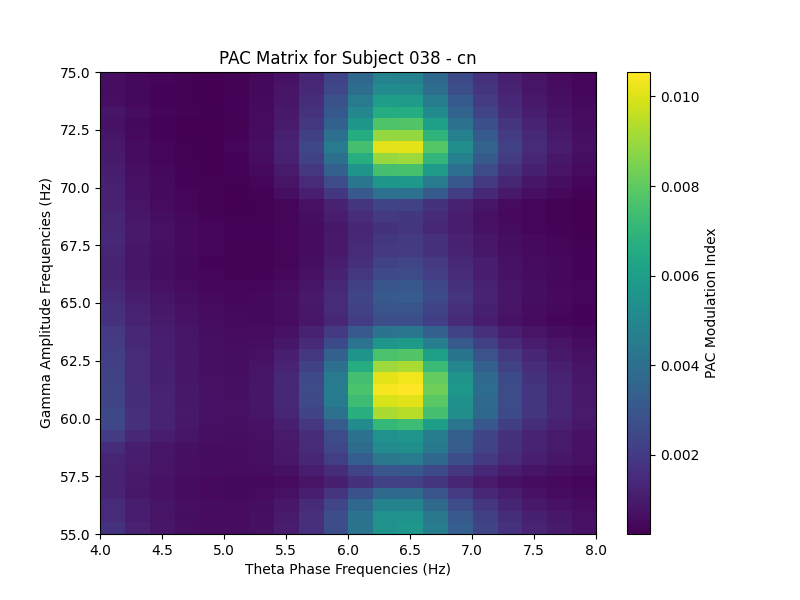 PAC Matrix for Subject 038 - cn
75.0
72.5
70.0
67.5
65.0
62.5
60.0
57.5
55.0
Gamma Amplitude Frequencies (Hz)
4.0 4.5 5.0 5.5 6.0 6.5 7.0 7.5 8.0
Theta Phase Frequencies (Hz)
0.010
0.008
0.006
0.004
0.002
PAC Modulation Index